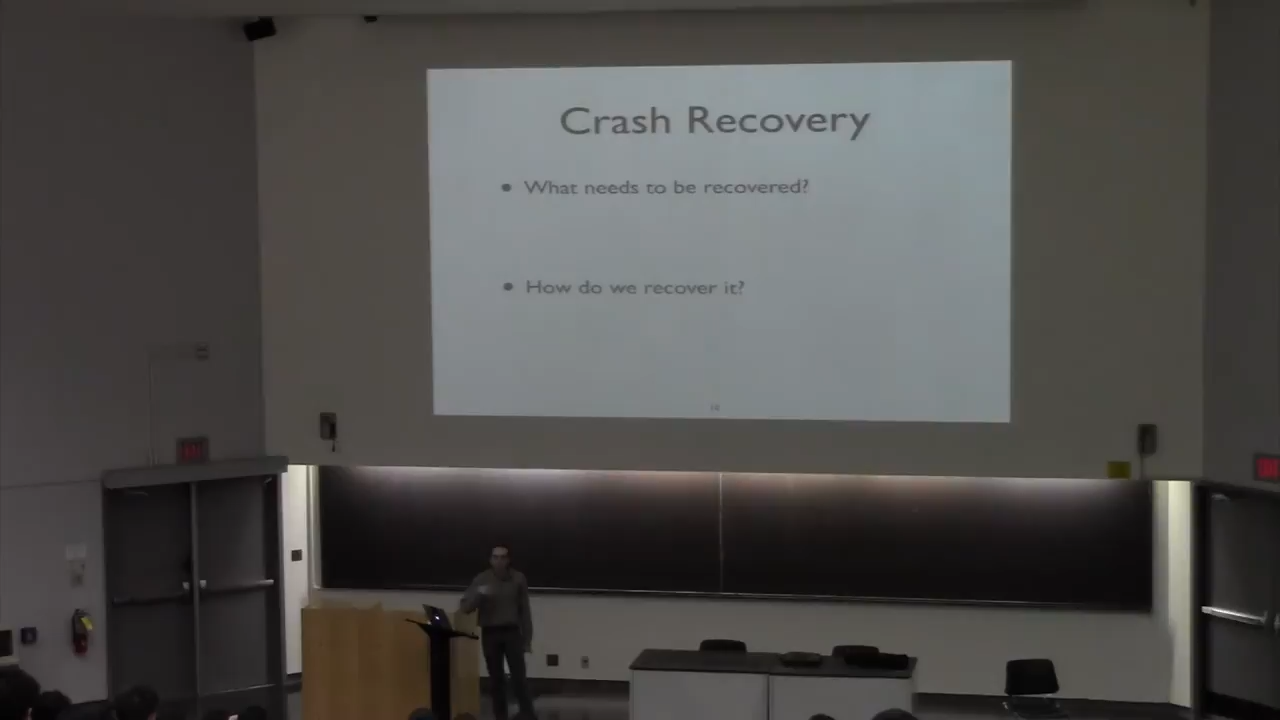 Crash Recovery
• What needs to be recovered?
• How do we recover it?